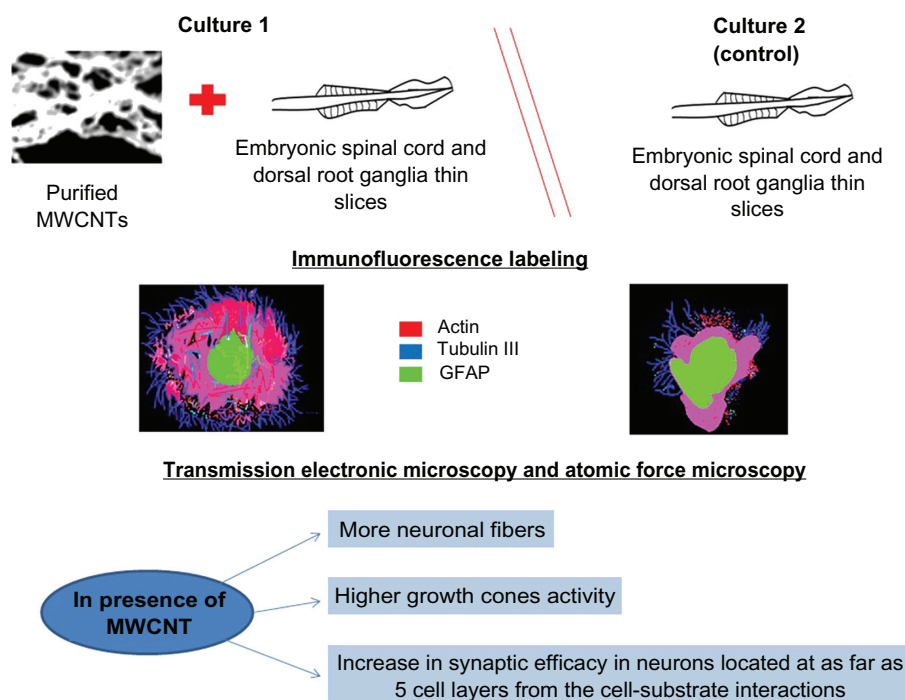 Culture 1
Culture 2
(control)
Purified
MWCNTs
Embryonic spinal cord and
dorsal root ganglia thin
slices
Embryonic spinal cord and
dorsal root ganglia thin
slices
Immunofluorescence labeling
Actin
Tubulin III
GFAP
Transmission electronic microscopy and atomic force microscopy
In presence of
MWCNT
More neuronal fibers
Higher growth cones activity
Increase in synaptic efficacy in neurons located at as far as
5 cell layers from the cell-substrate interactions